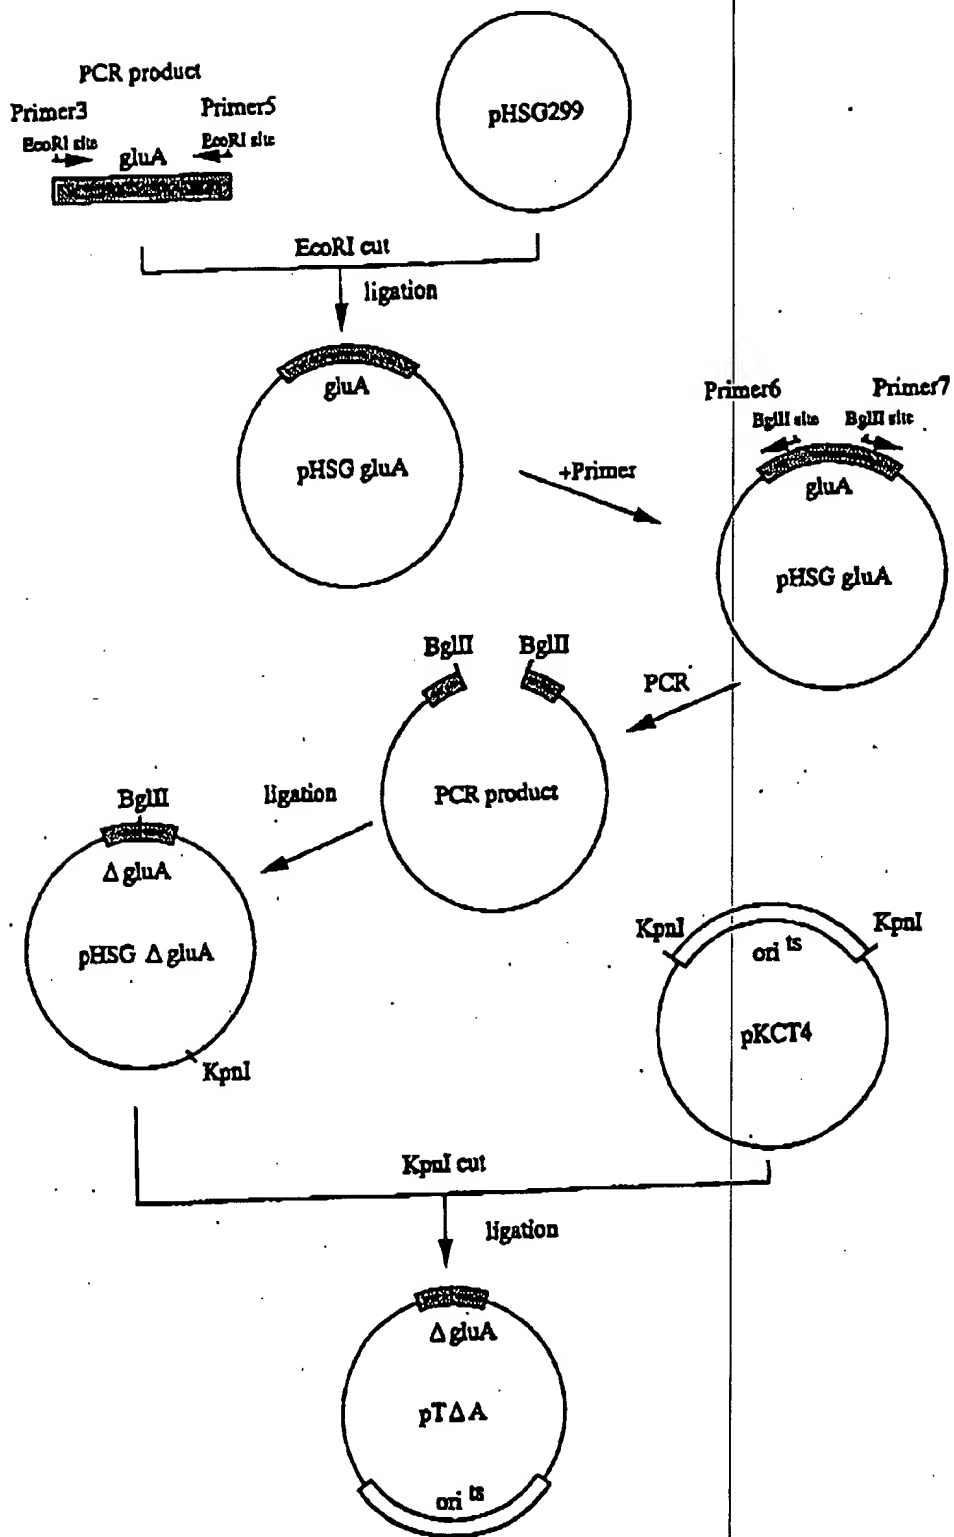 PCR product
Primer3
Primer5
EcoRI site
EcoRI site
gluA
pHSG299
EcoRI cut
ligation
gluA
pHSG gluA
+Primer
Primer6
Primer7
BglII site
BglII site
gluA
pHSG gluA
PCR
BglII
BglII
PCR product
ligation
BglII
Δ gluA
pHSG Δ gluA
KpnI
KpnI
KpnI
ori ts
pKCT4
KpnI cut
ligation
Δ gluA
pT Δ A
ori ts